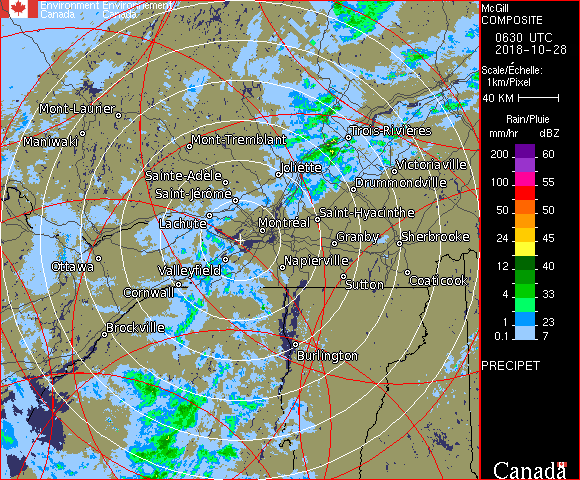 Environment Environnement
Canada Canada
McGill
COMPOSITE
0630 UTC
2018-10-28
Scale/Échelle:
1km/Pixel
40 KM
Rain/Pluie
mm/hr dBZ
200 60
100 55
50 50
24 45
12 40
4 33
1 23
0.1 7
PRECIPET
Canada
Mont-Laurier
Maniwaki
Mont-Tremblant
Trois-Rivières
Joliette
Victoriaville
Sainte-Adèle
Drummondville
Saint-Jérôme
Saint-Hyacinthe
Lachute
Montréal
Granby
Sherbrooke
Ottawa
Valleyfield
Napierville
Cornwall
Sutton
Coaticook
Brockville
Burlington